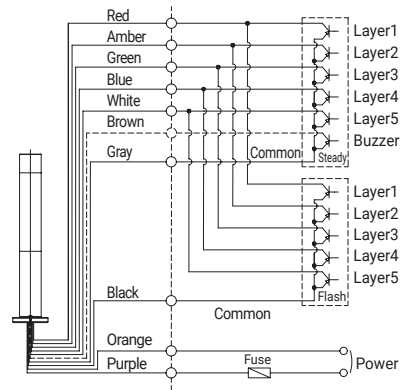 Red
Layer1
Amber
Layer2
Green
Layer3
Blue
Layer4
White
Layer5
Brown
Buzzer
Gray
Common
Steady
Layer1
Layer2
Layer3
Layer4
Layer5
Black
Flash
Common
Orange
Fuse
Power
Purple